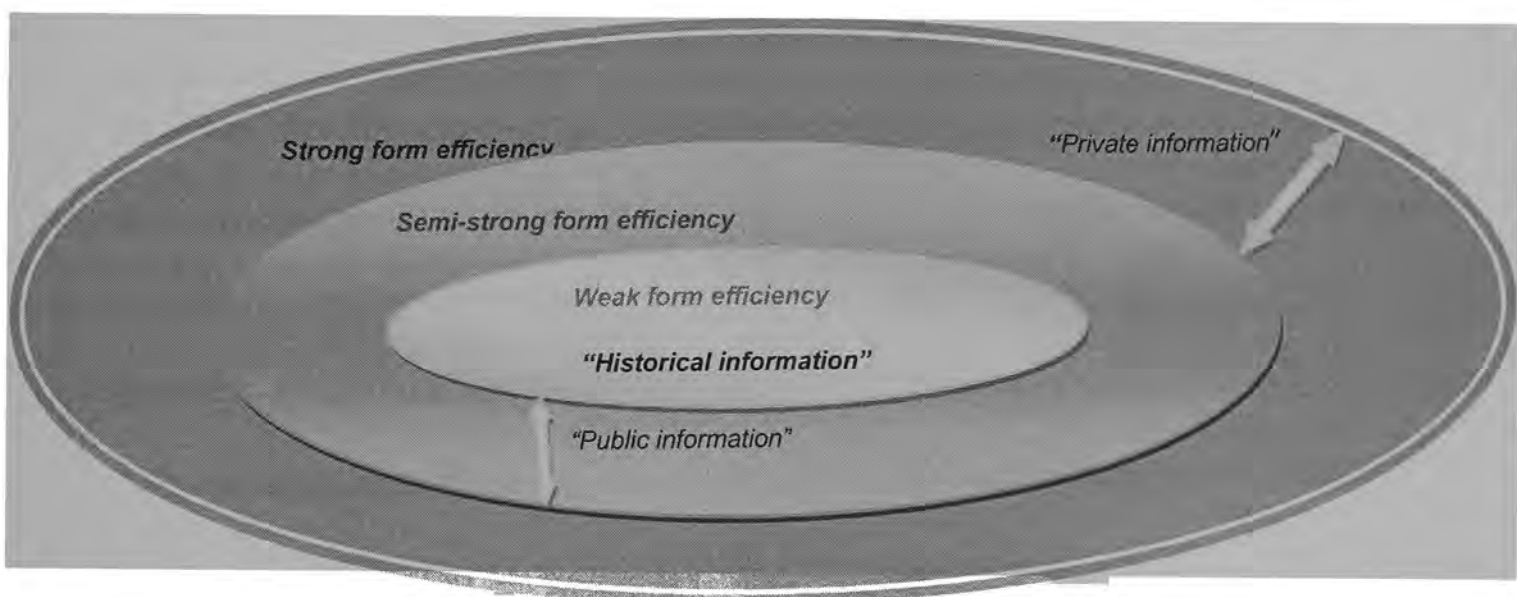 Strong form efficiency
“Private information”
Semi-strong form efficiency
Weak form efficiency
“Historical information”
“Public information”